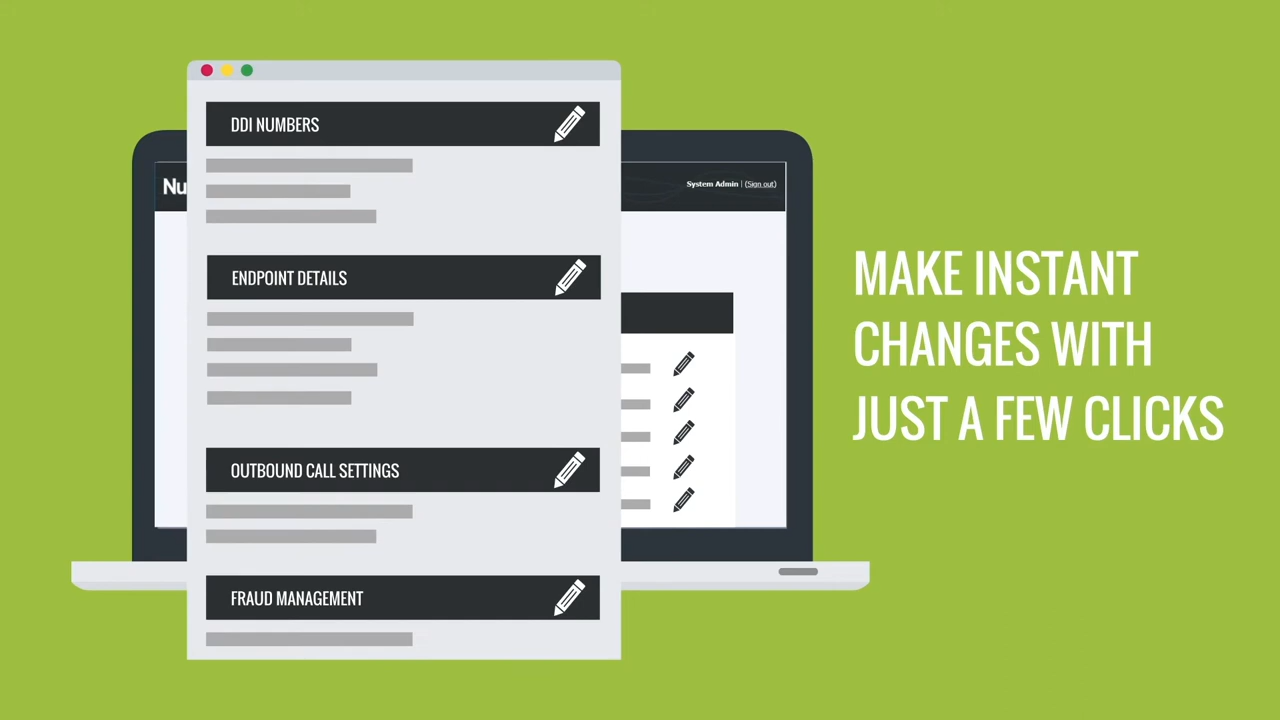 DDI NUMBERS
Nu
System Admin | (Sign out)
ENDPOINT DETAILS
OUTBOUND CALL SETTINGS
FRAUD MANAGEMENT
MAKE INSTANT
CHANGES WITH
JUST A FEW CLICKS